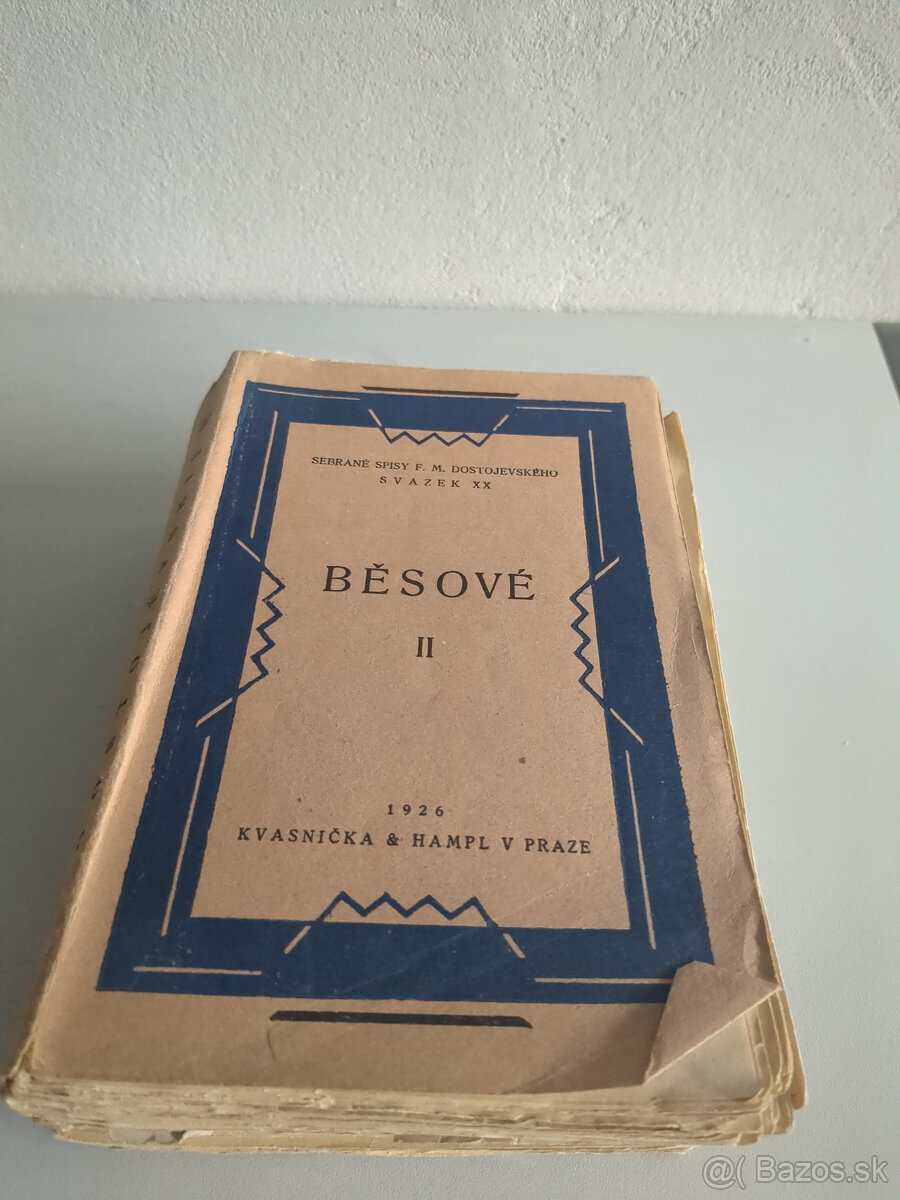 SEBRANÉ SPISY F. M. DOSTOJEVSKÉHO
SVAZEK XX
BĚSOVÉ
II
1926
KVASNIČKA & HAMPL V PRAZE
@( Bazos.sk